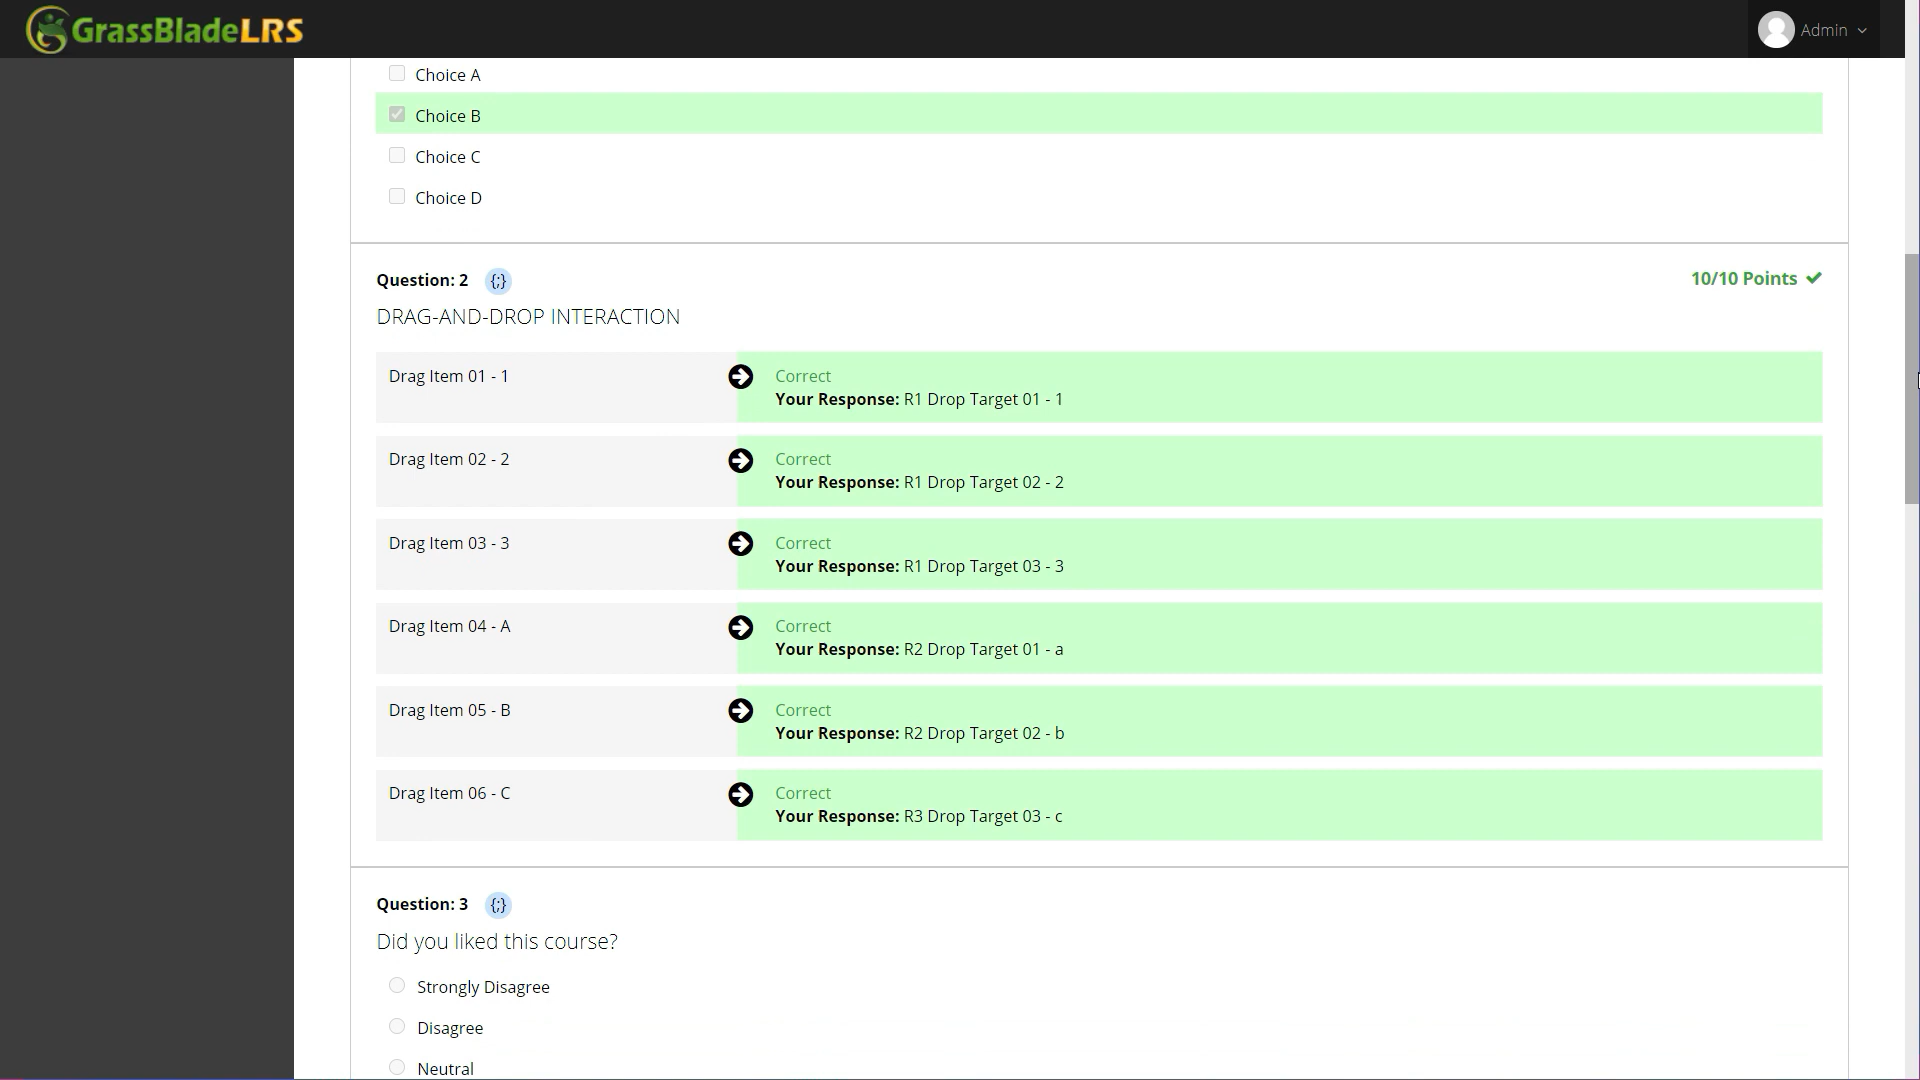 GrassBladeLRS
Admin
Choice A
Choice B
Choice C
Choice D
Question: 2 {;}
10/10 Points
DRAG-AND-DROP INTERACTION
Drag Item 01 - 1
Correct
Your Response: R1 Drop Target 01 - 1
Drag Item 02 - 2
Correct
Your Response: R1 Drop Target 02 - 2
Drag Item 03 - 3
Correct
Your Response: R1 Drop Target 03 - 3
Drag Item 04 - A
Correct
Your Response: R2 Drop Target 01 - a
Drag Item 05 - B
Correct
Your Response: R2 Drop Target 02 - b
Drag Item 06 - C
Correct
Your Response: R3 Drop Target 03 - c
Question: 3 {;}
Did you liked this course?
Strongly Disagree
Disagree
Neutral